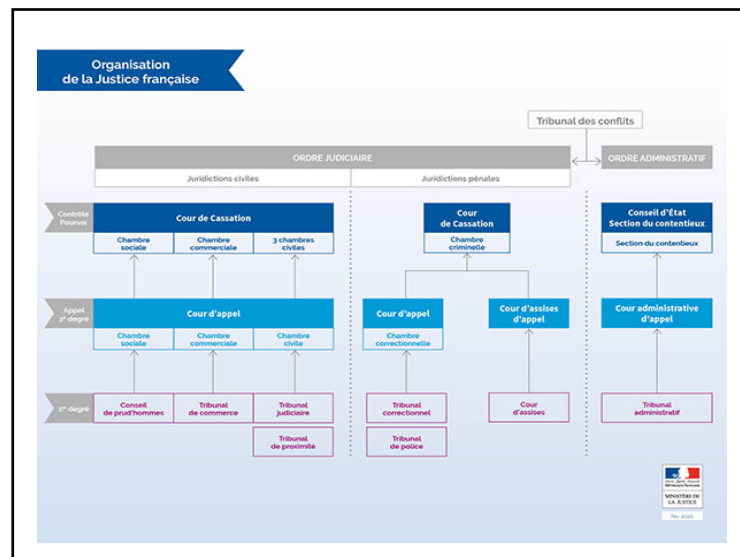 Organisation
de la Justice française
Tribunal des conflits
ORDRE JUDICIAIRE
ORDRE ADMINISTRATIF
Juridictions civiles
Juridictions pénales
Contrôle
Pourvoi
Cour de Cassation
Chambre
sociale
Chambre
commerciale
3 chambres
civiles
Cour
de Cassation
Chambre
criminelle
Conseil d'État
Section du contentieux
Section du contentieux
Appel
2e degré
Cour d'appel
Chambre
sociale
Chambre
commerciale
Chambre
civile
Cour d'appel
Chambre
correctionnelle
Cour d'assises
d'appel
Cour administrative
d'appel
1er degré
Conseil
de prud'hommes
Tribunal
de commerce
Tribunal
judiciaire
Tribunal
de proximité
Tribunal
correctionnel
Tribunal
de police
Cour
d'assises
Tribunal
administratif
MINISTÈRE DE
LA JUSTICE